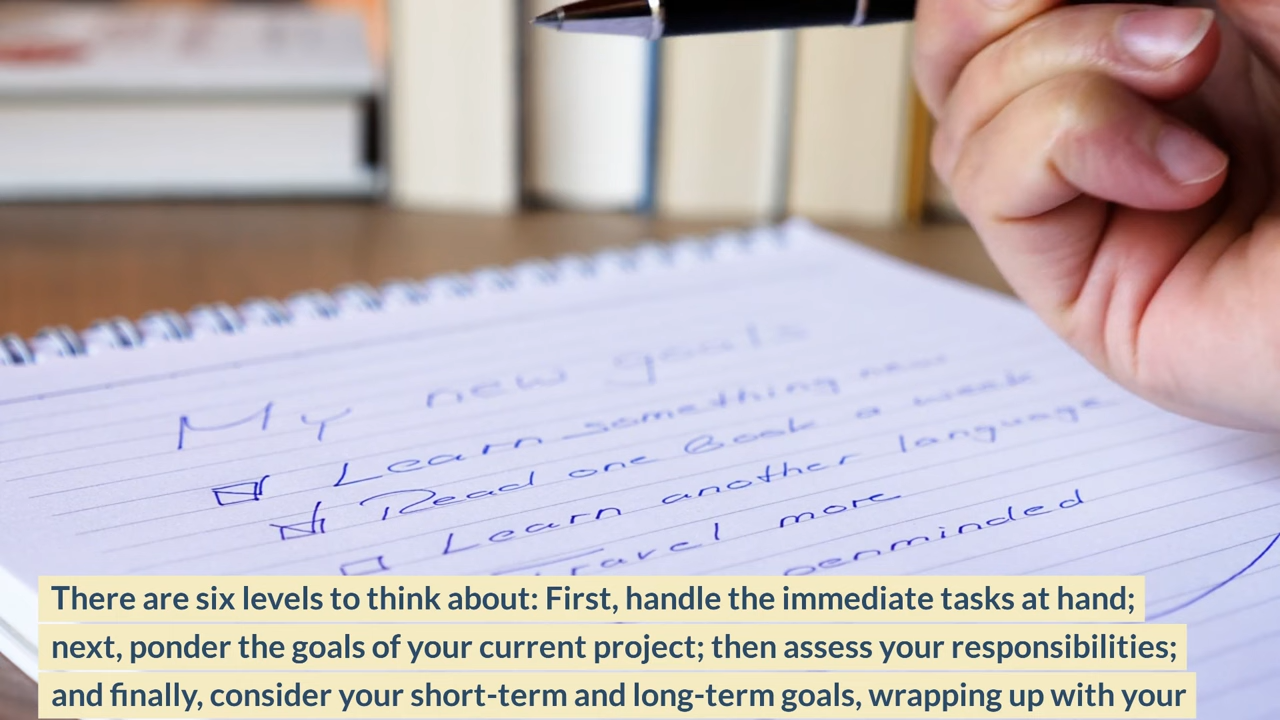 My new goals
Learn something new
Read one Book a week
Learn another language
Travel more
openminded
There are six levels to think about: First, handle the immediate tasks at hand;
next, ponder the goals of your current project; then assess your responsibilities;
and finally, consider your short-term and long-term goals, wrapping up with your